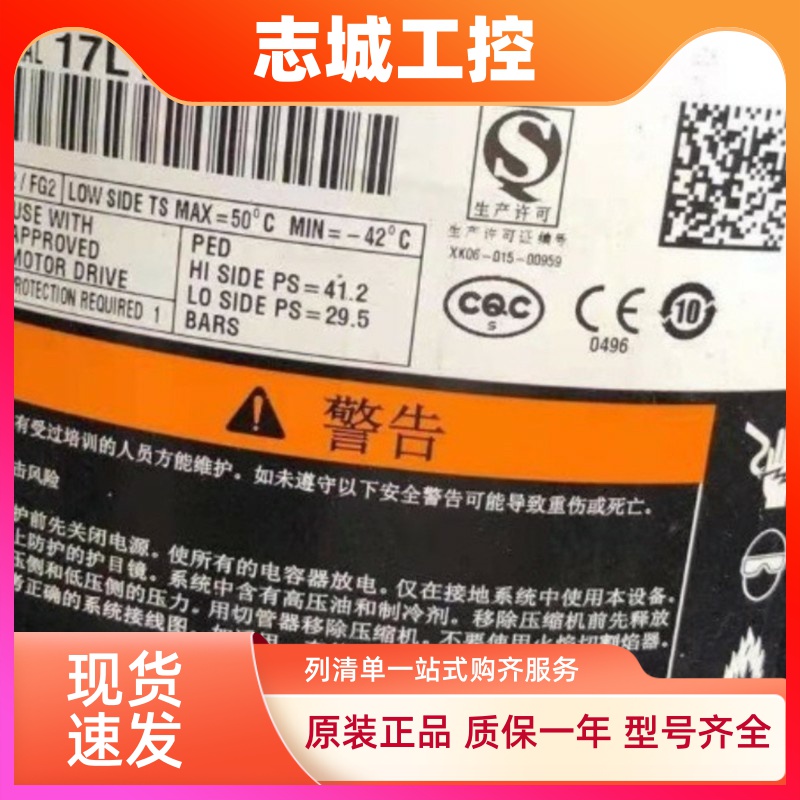 志城工控
AL 17L
/ FG2
LOW SIDE TS MAX=50°C MIN=-42°C
USE WITH
APPROVED
MOTOR DRIVE
PROTECTION REQUIRED 1
PED
HI SIDE PS=41.2
LO SIDE PS=29.5
BARS
生产许可
生产许可证编号
XK06-015-00959
CQC
S
CE
0496
10
警告
有受过培训的人员方能维护。如未遵守以下安全警告可能导致重伤或死亡。
击风险
护前先关闭电源。使所有的电容器放电。仅在接地系统中使用本设备。
上防护的护目镜。系统中含有高压油和制冷剂。移除压缩机前先释放
压侧和低压侧的压力。用切管器移除压缩机。不要使用火焰切割焰器。
考正确的系统接线图。
现货
速发
列清单一站式购齐服务
原装正品 质保一年 型号齐全